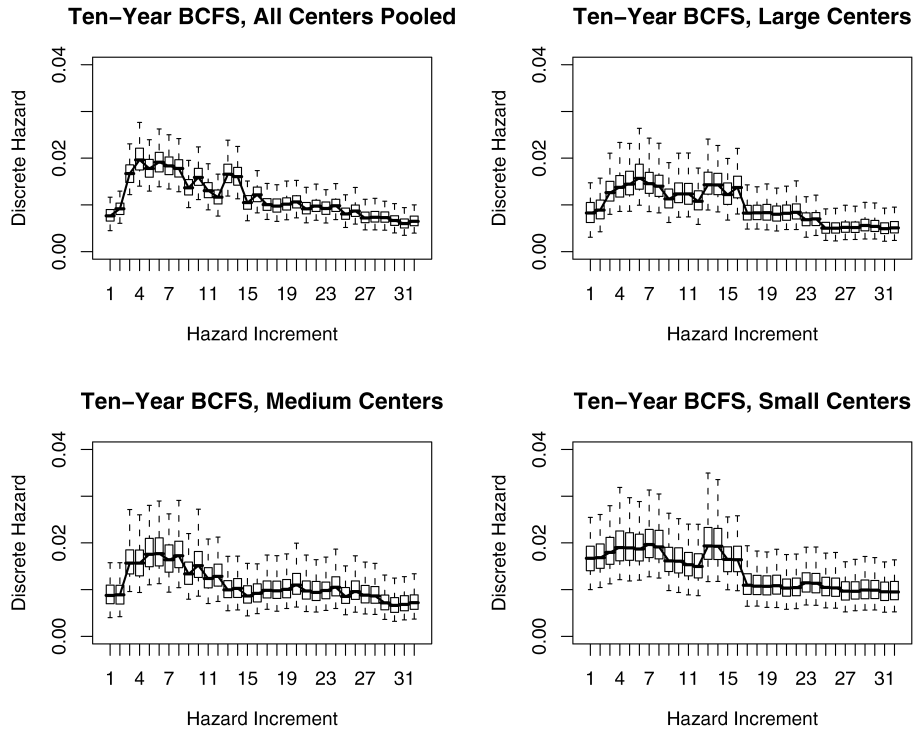 Ten−Year BCFS, All Centers Pooled
Discrete Hazard
0.00 0.02 0.04
1 4 7 11 15 19 23 27 31
Hazard Increment
Ten−Year BCFS, Large Centers
Discrete Hazard
0.00 0.02 0.04
1 4 7 11 15 19 23 27 31
Hazard Increment
Ten−Year BCFS, Medium Centers
Discrete Hazard
0.00 0.02 0.04
1 4 7 11 15 19 23 27 31
Hazard Increment
Ten−Year BCFS, Small Centers
Discrete Hazard
0.00 0.02 0.04
1 4 7 11 15 19 23 27 31
Hazard Increment